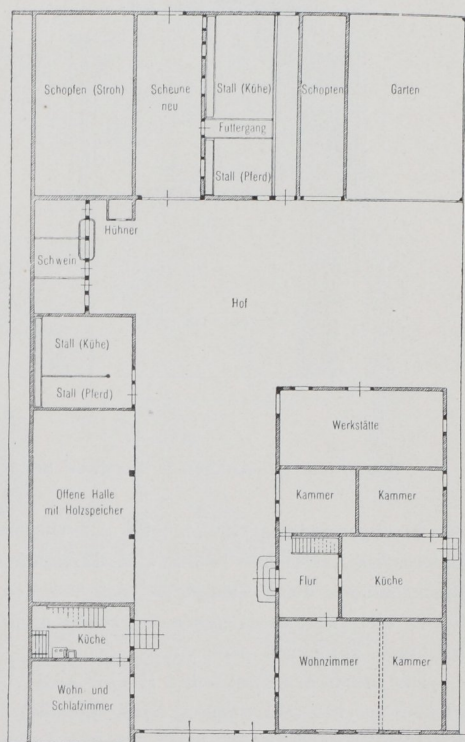 Schopfen (Stroh)
Scheune
neu
Stall (Kühe)
Futtergang
Stall (Pferd)
Schopfen
Garten
Hühner
Schwein
Hof
Stall (Kühe)
Stall (Pferd)
Werkstätte
Offene Halle
mit Holzspeicher
Kammer
Kammer
Flur
Küche
Küche
Wohnzimmer
Kammer
Wohn und
Schlafzimmer